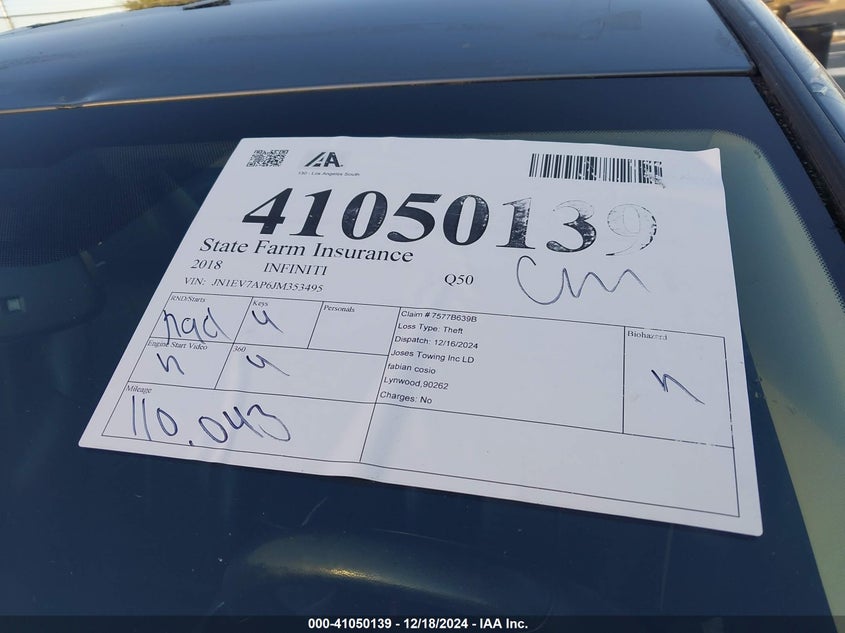 IAA
130 - Los Angeles South
41050139
State Farm Insurance
2018 INFINITI Q50
cm
VIN: JN1EV7AP6JM353495
RND/Starts
Keys
y
Personals
Engine Start Video
n
360
y
Mileage
110,043
Claim # 7577B639B
Loss Type: Theft
Dispatch: 12/16/2024
Joses Towing Inc LD
fabian cosio
Lynwood,90262
Charges: No
Biohazard
n
000-41050139 - 12/18/2024 - IAA Inc.